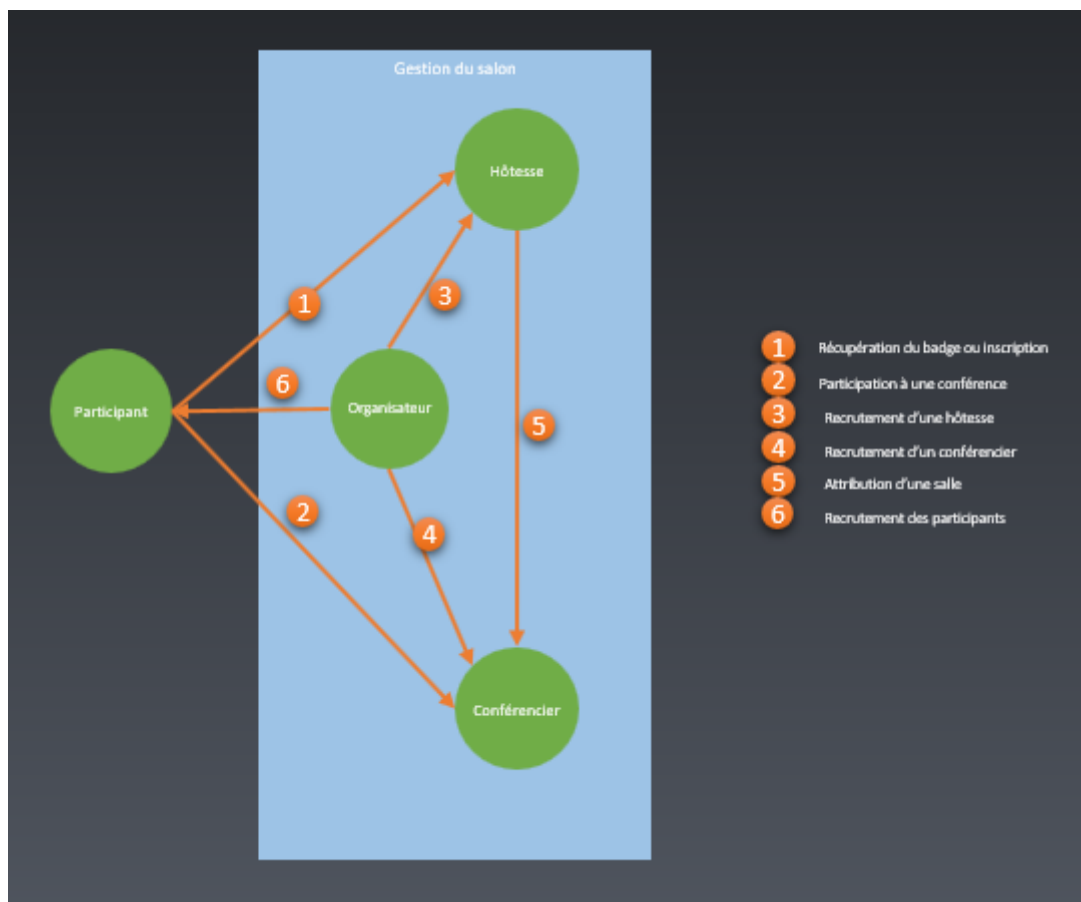 Gestion du salon
Hôtesse
1
3
6
Participant
Organisateur
5
2
4
Conférencier
1 Récupération du badge ou inscription
2 Participation à une conférence
3 Recrutement d'une hôtesse
4 Recrutement d'un conférencier
5 Attribution d'une salle
6 Recrutement des participants